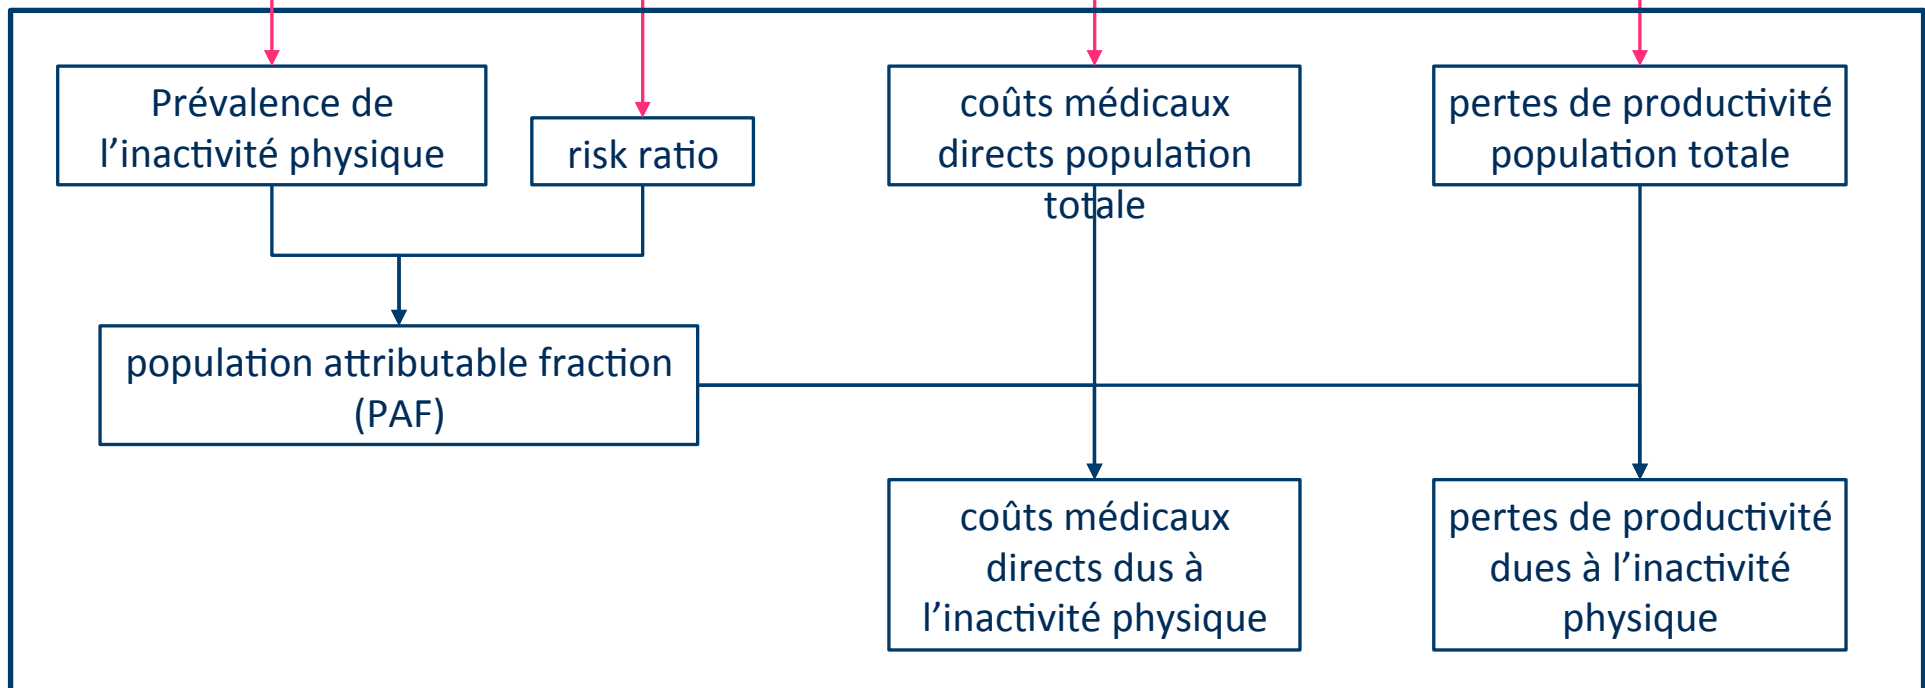 Prévalence de
l’inactivité physique
risk ratio
coûts médicaux
directs population
totale
pertes de productivité
population totale
population attributable fraction
(PAF)
coûts médicaux
directs dus à
l’inactivité physique
pertes de productivité
dues à l’inactivité
physique